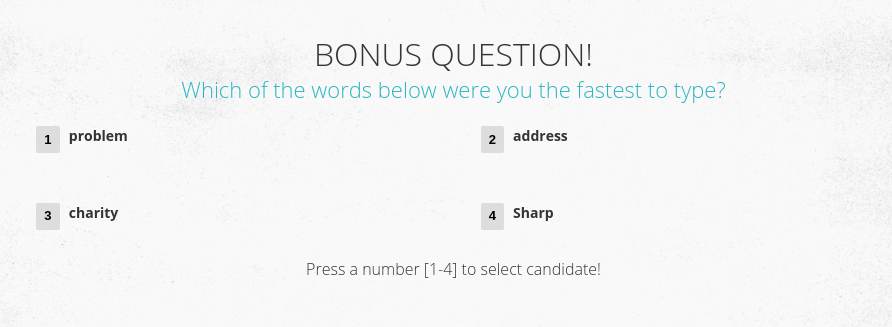 BONUS QUESTION!
Which of the words below were you the fastest to type?
1 problem
2 address
3 charity
4 Sharp
Press a number [1-4] to select candidate!